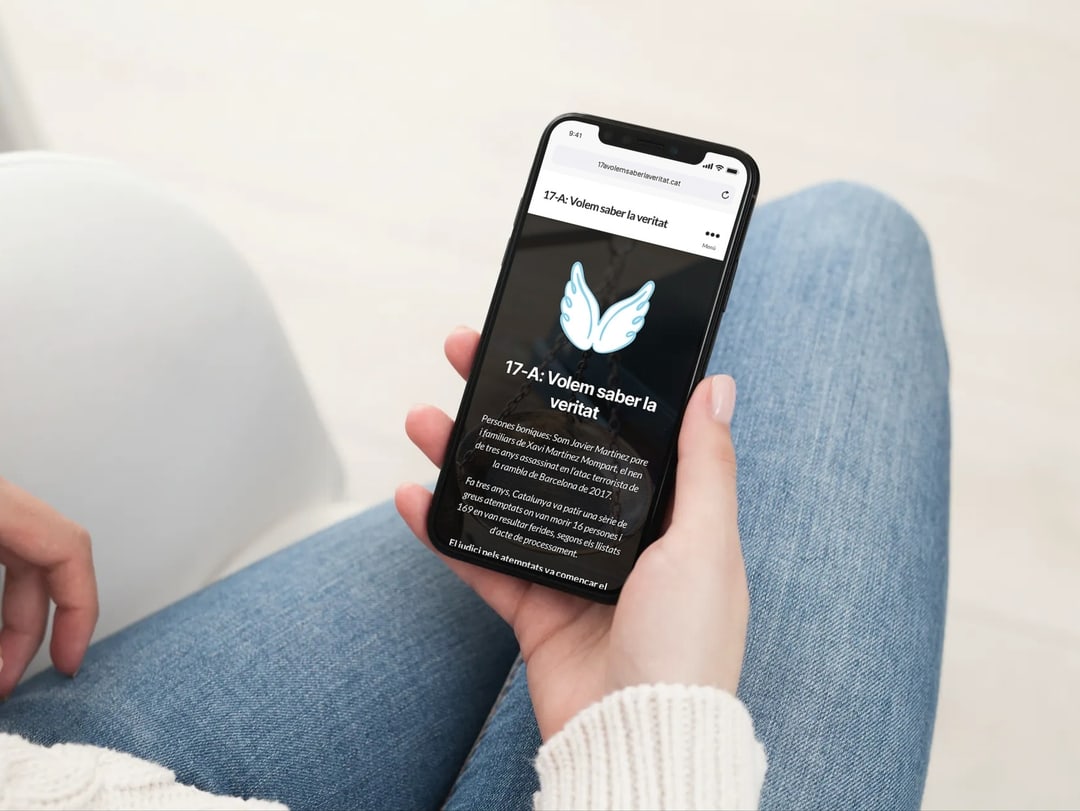 9:41
17avolemsaberlaveritat.cat
17-A: Volem saber la veritat
Menú
17-A: Volem saber la
veritat
Persones boniques: Som Javier Martínez pare
i familiars de Xavi Martínez Mompart, el nen
de tres anys assassinat en l'atac terrorista de
la rambla de Barcelona de 2017.
Fa tres anys, Catalunya va patir una sèrie de
greus atemptats on van morir 16 persones i
169 en van resultar ferides, segons els llistats
d'acte de processament.
El judici pels atemptats va començar el